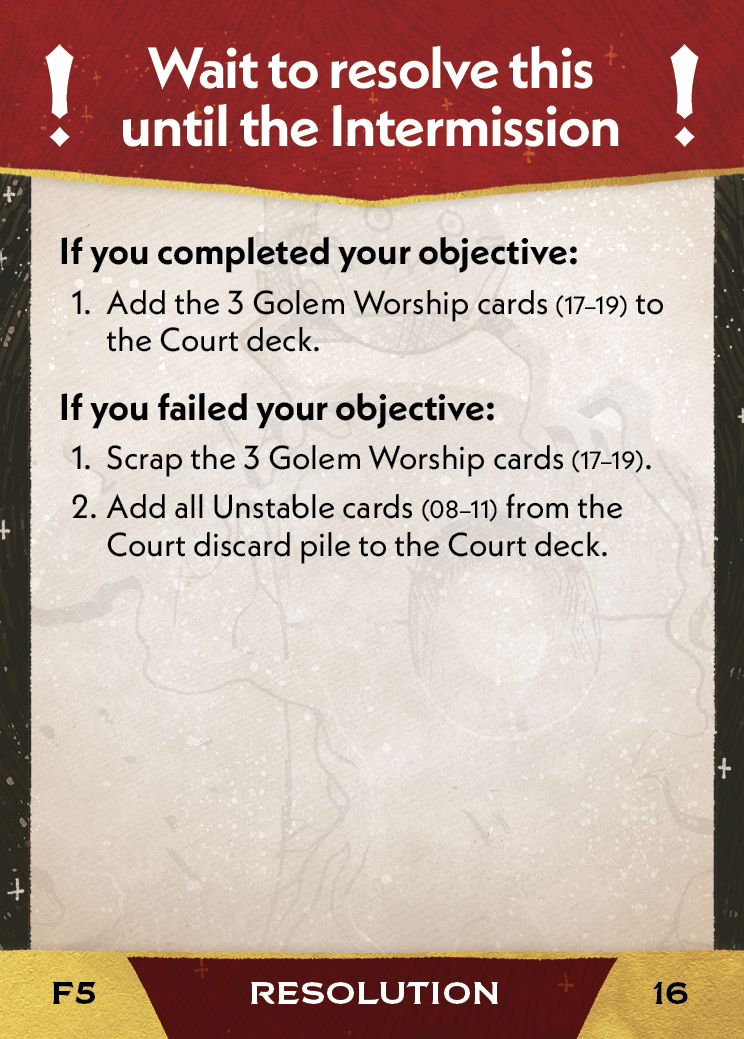 ! Wait to resolve this !
until the Intermission
If you completed your objective:
1. Add the 3 Golem Worship cards (17–19) to
the Court deck.
If you failed your objective:
1. Scrap the 3 Golem Worship cards (17–19).
2. Add all Unstable cards (08–11) from the
Court discard pile to the Court deck.
F5 RESOLUTION 16